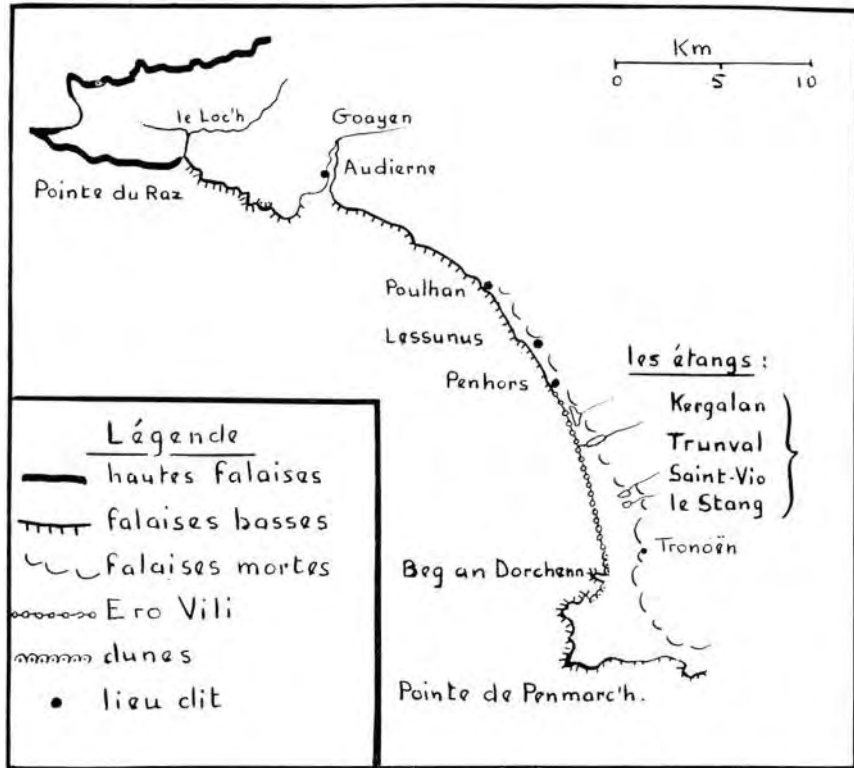 Km
0 5 10
le Loc'h
Goayen
Audierne
Pointe du Raz
Poulhan
Lessunus
Penhors
les étangs :
Kergalan
Trunval
Saint-Vio
le Stang
Tronoën
Beg an Dorchenn
Pointe de Penmarc'h.
Légende
hautes falaises
falaises basses
falaises mortes
Ero Vili
dunes
lieu dit